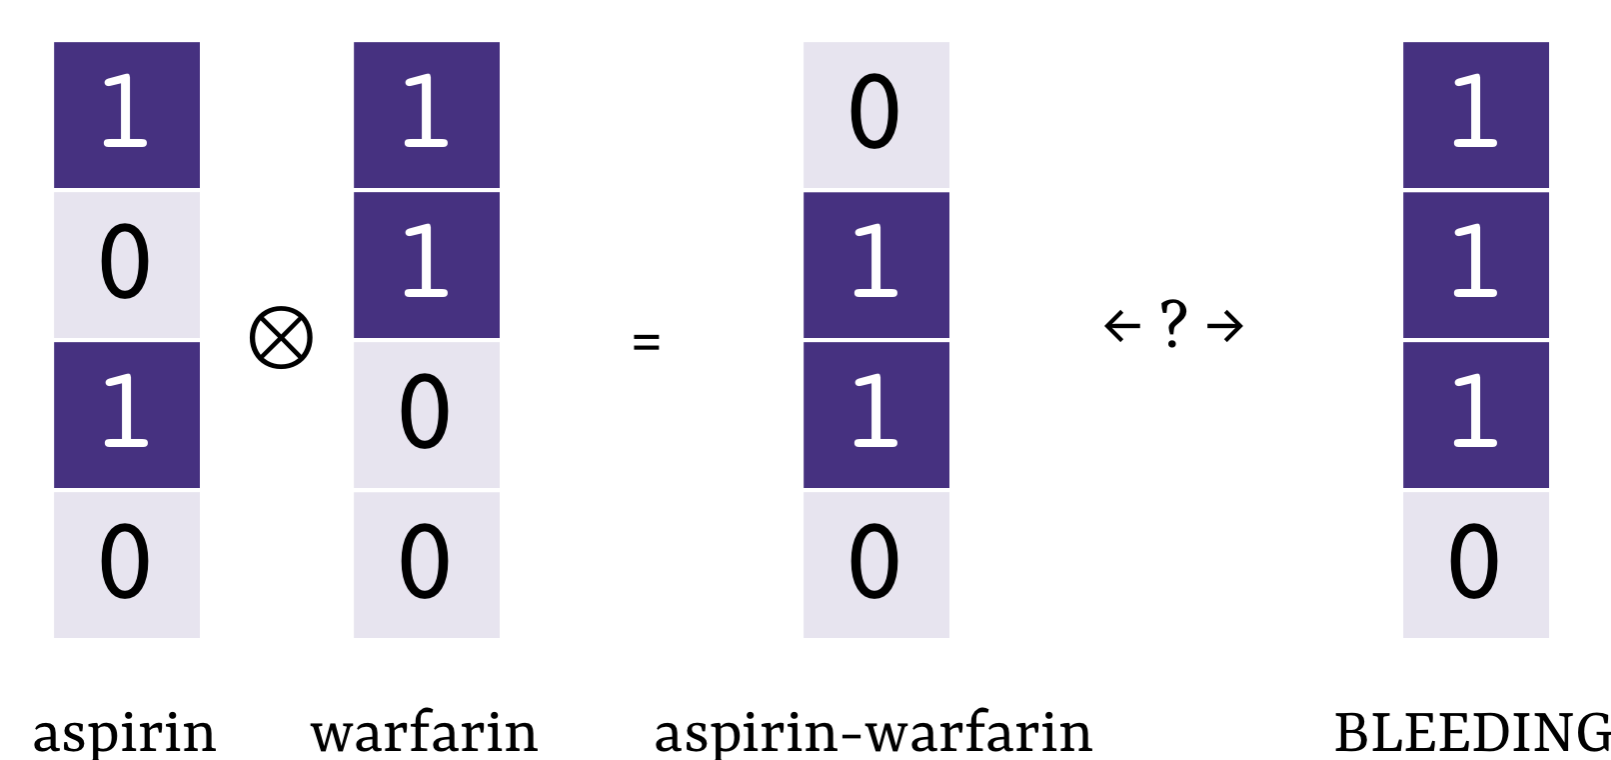 1 1 0 1
0 1 1 1
⊗ = ← ? →
1 0 1 1
0 0 0 0
aspirin warfarin aspirin-warfarin BLEEDING